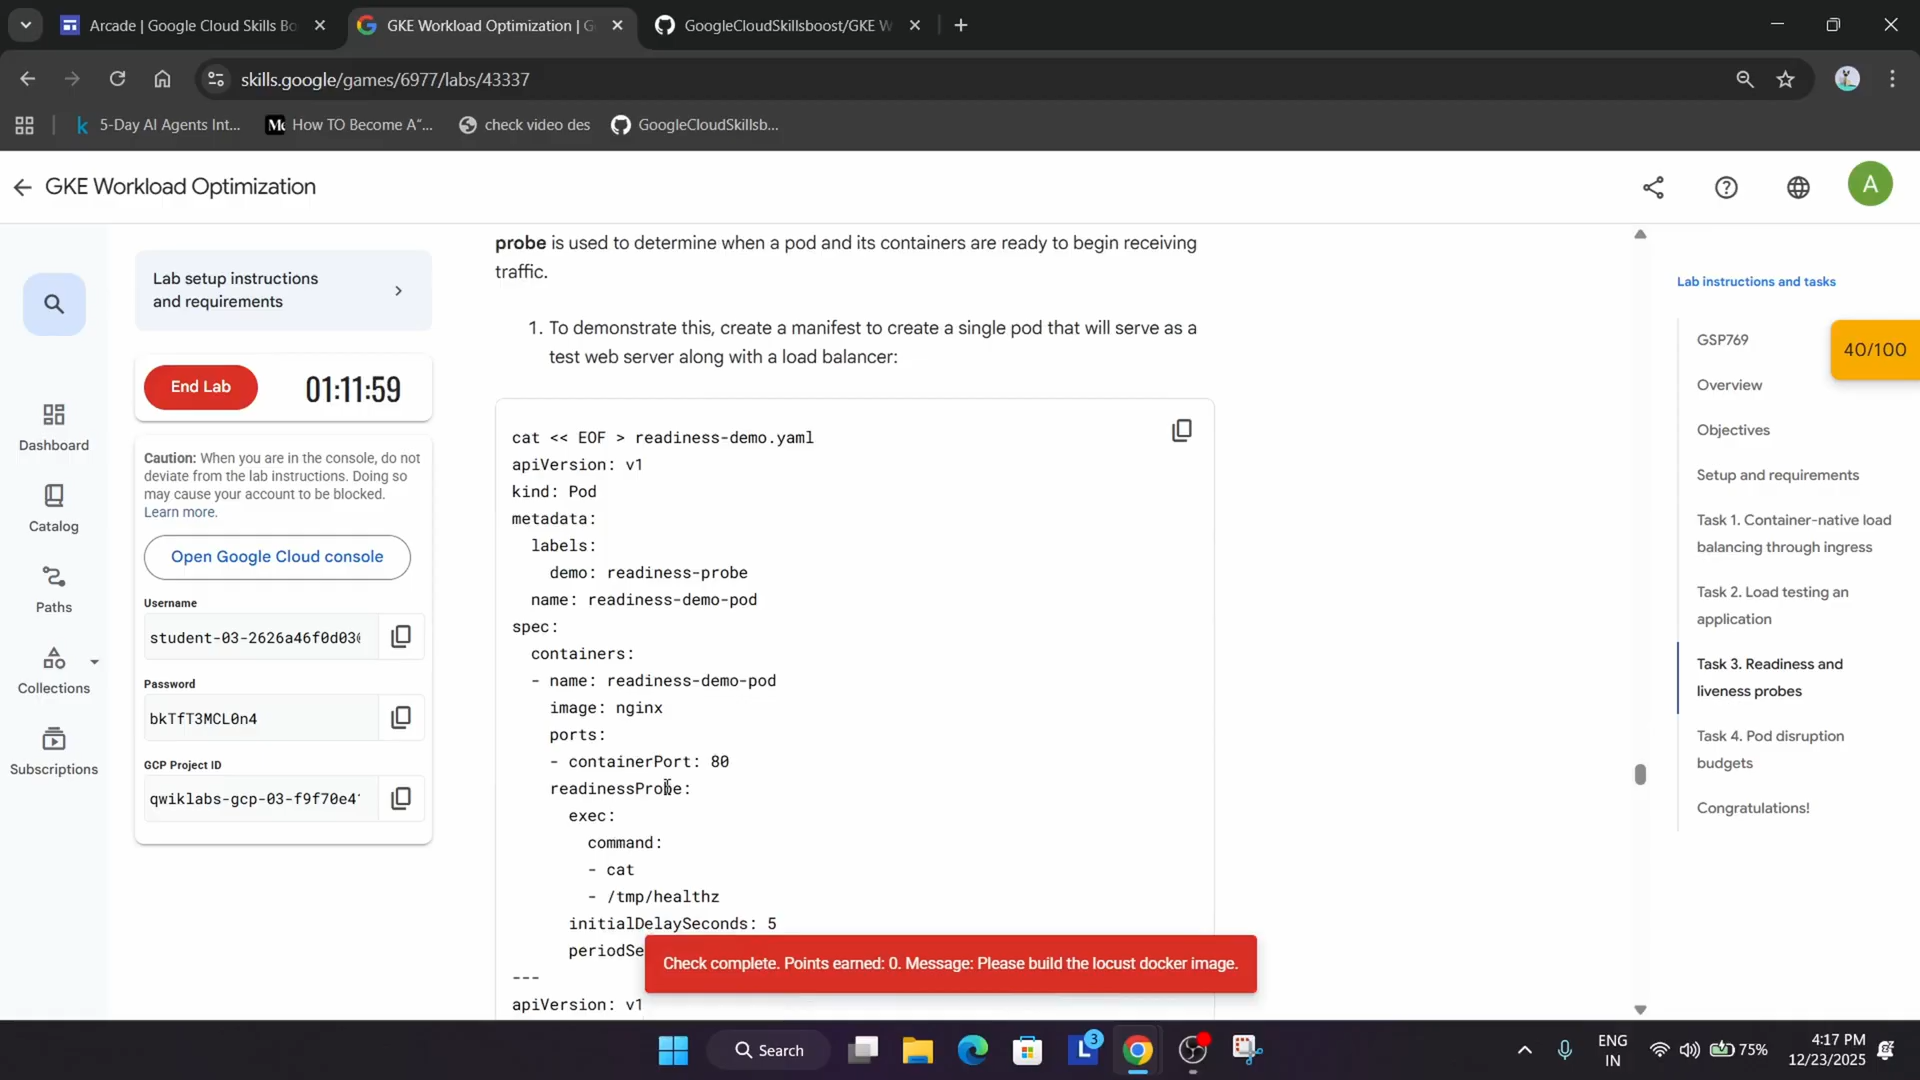 Arcade | Google Cloud Skills Bo
GKE Workload Optimization | G
GoogleCloudSkillsboost/GKE W
skills.google/games/6977/labs/43337
5-Day AI Agents Int...
How TO Become A"...
check video des
GoogleCloudSkillsb...
GKE Workload Optimization
A
Dashboard
Catalog
Paths
Collections
Subscriptions
Lab setup instructions
and requirements
End Lab
01:11:59
Caution: When you are in the console, do not
deviate from the lab instructions. Doing so
may cause your account to be blocked.
Learn more.
Open Google Cloud console
Username
student-03-2626a46f0d03
Password
bkTfT3MCL0n4
GCP Project ID
qwiklabs-gcp-03-f9f70e4
probe is used to determine when a pod and its containers are ready to begin receiving
traffic.
1. To demonstrate this, create a manifest to create a single pod that will serve as a
test web server along with a load balancer:
cat << EOF > readiness-demo.yaml
apiVersion: v1
kind: Pod
metadata:
labels:
demo: readiness-probe
name: readiness-demo-pod
spec:
containers:
- name: readiness-demo-pod
image: nginx
ports:
- containerPort: 80
readinessProbe:
exec:
command:
- cat
- /tmp/healthz
initialDelaySeconds: 5
periodSe
---
apiVersion: v1
Check complete. Points earned: 0. Message: Please build the locust docker image.
Lab instructions and tasks
GSP769
40/100
Overview
Objectives
Setup and requirements
Task 1. Container-native load
balancing through ingress
Task 2. Load testing an
application
Task 3. Readiness and
liveness probes
Task 4. Pod disruption
budgets
Congratulations!
Search
3
ENG
IN
75%
4:17 PM
12/23/2025